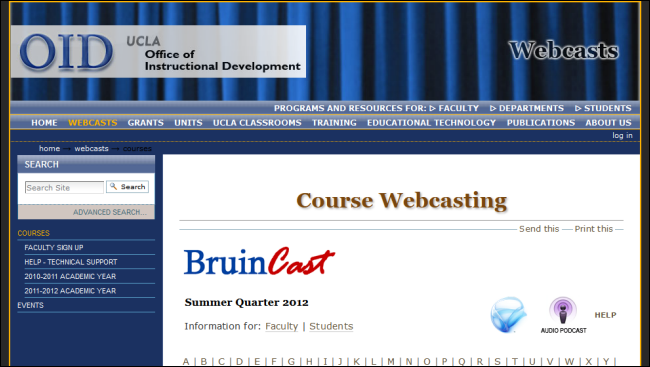 OID UCLA
Office of
Instructional Development
Webcasts
PROGRAMS AND RESOURCES FOR: FACULTY DEPARTMENTS STUDENTS
HOME WEBCASTS GRANTS UNITS UCLA CLASSROOMS TRAINING EDUCATIONAL TECHNOLOGY PUBLICATIONS ABOUT US
log in
home → webcasts → courses
SEARCH
Search Site Search
ADVANCED SEARCH...
COURSES
FACULTY SIGN UP
HELP - TECHNICAL SUPPORT
2010-2011 ACADEMIC YEAR
2011-2012 ACADEMIC YEAR
EVENTS
Course Webcasting
Send this — Print this —
BruinCast
Summer Quarter 2012
Information for: Faculty | Students
AUDIO PODCAST
HELP
A | B | C | D | E | F | G | H | I | J | K | L | M | N | O | P | Q | R | S | T | U | V | W | X | Y |